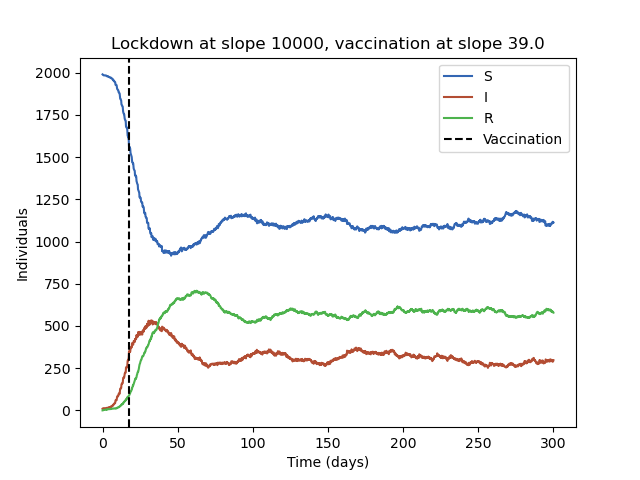 Lockdown at slope 10000, vaccination at slope 39.0
2000
1750
1500
1250
1000
750
500
250
0
Individuals
S
I
R
Vaccination
0 50 100 150 200 250 300
Time (days)